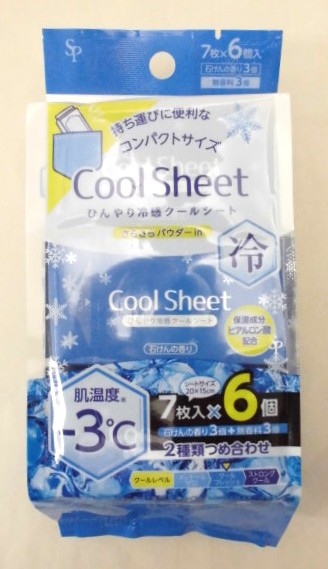 SP
7枚×6個入
石けんの香り3個
無香料3個
持ち運びに便利な
コンパクトサイズ
Cool Sheet
ひんやり冷感クールシート
さらさらパウダーin
冷
Cool Sheet
ひんやり冷感クールシート
石けんの香り
保湿成分
ヒアルロン酸
配合
肌温度※
-3℃
シートサイズ
20×15cm
7枚入×6個
石けんの香り3個+無香料3個
2種類つめ合わせ
クールレベル
ストロング
クール